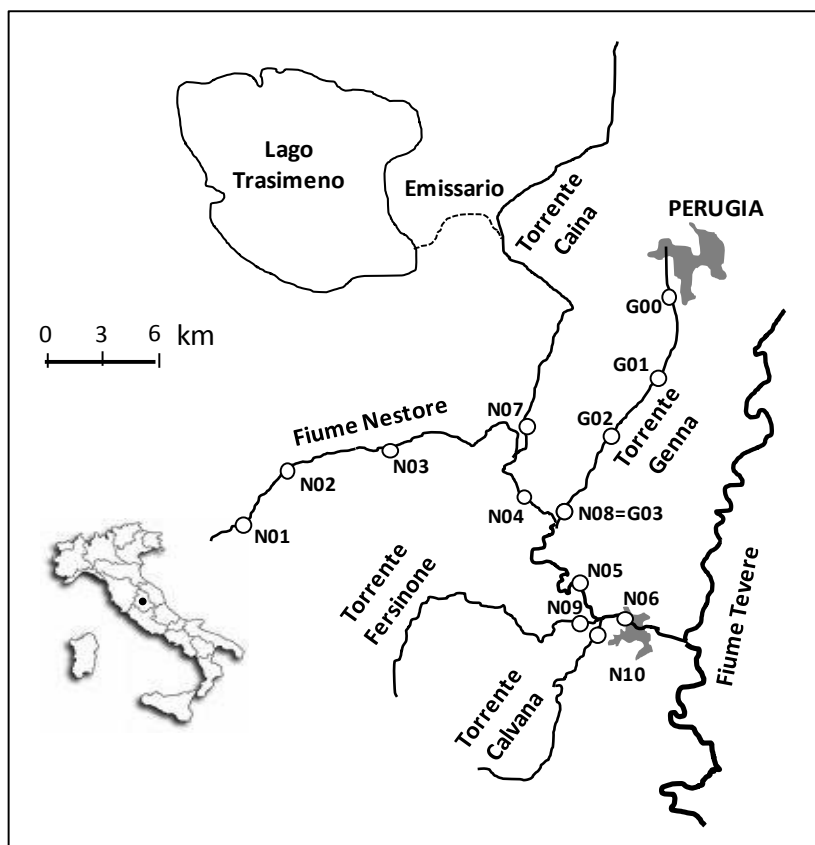 Lago
Trasimeno
Emissario
Torrente
Caina
PERUGIA
G00
0 3 6 km
G01
Fiume Nestore
N07
G02
Torrente
Genna
N03
N02
N04
N08=G03
N01
Torrente
Fersinone
N05
N09
N06
Fiume Tevere
N10
Torrente
Calvana